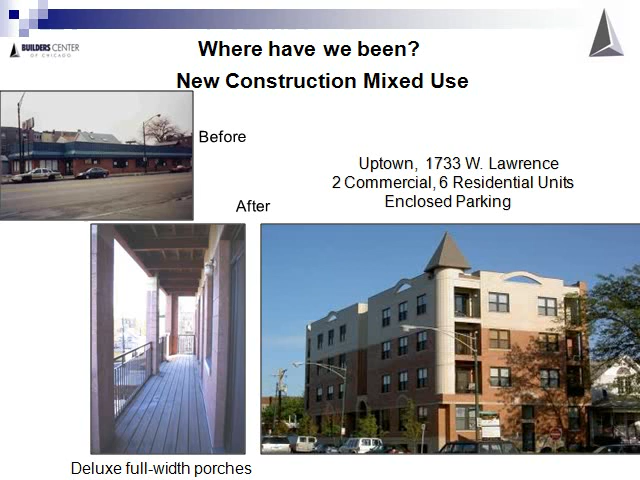 BUILDERS CENTER
OF CHICAGO
Where have we been?
New Construction Mixed Use
Before
Uptown, 1733 W. Lawrence
2 Commercial, 6 Residential Units
Enclosed Parking
After
Deluxe full-width porches